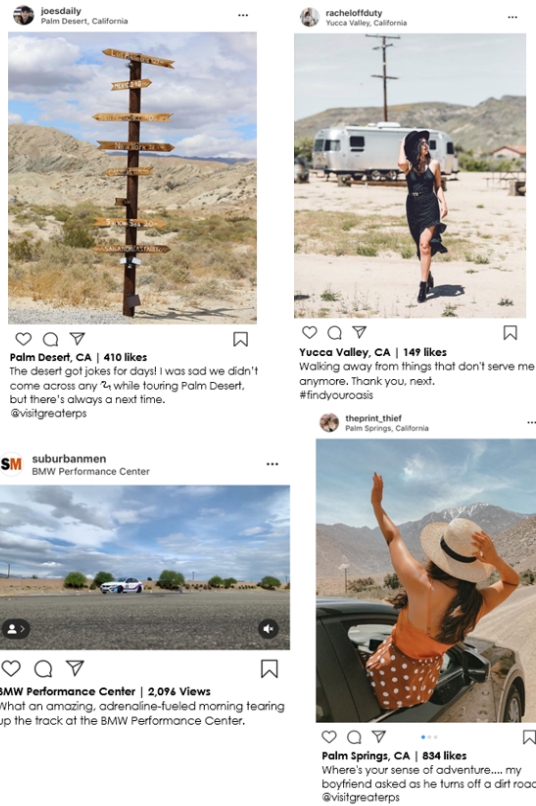 joesdaily
Palm Desert, California
Palm Desert, CA | 410 likes
The desert got jokes for days! I was sad we didn't
come across any while touring Palm Desert,
but there's always a next time.
@visitgreaterps
racheloffduty
Yucca Valley, California
Yucca Valley, CA | 149 likes
Walking away from things that don't serve me
anymore. Thank you, next.
#findyouroasis
SM
suburbanmen
BMW Performance Center
BMW Performance Center | 2,096 Views
What an amazing, adrenaline-fueled morning tearing
up the track at the BMW Performance Center.
theprint_thief
Palm Springs, California
Palm Springs, CA | 834 likes
Where's your sense of adventure.... my
boyfriend asked as he turns off a dirt road
@visitgreaterps